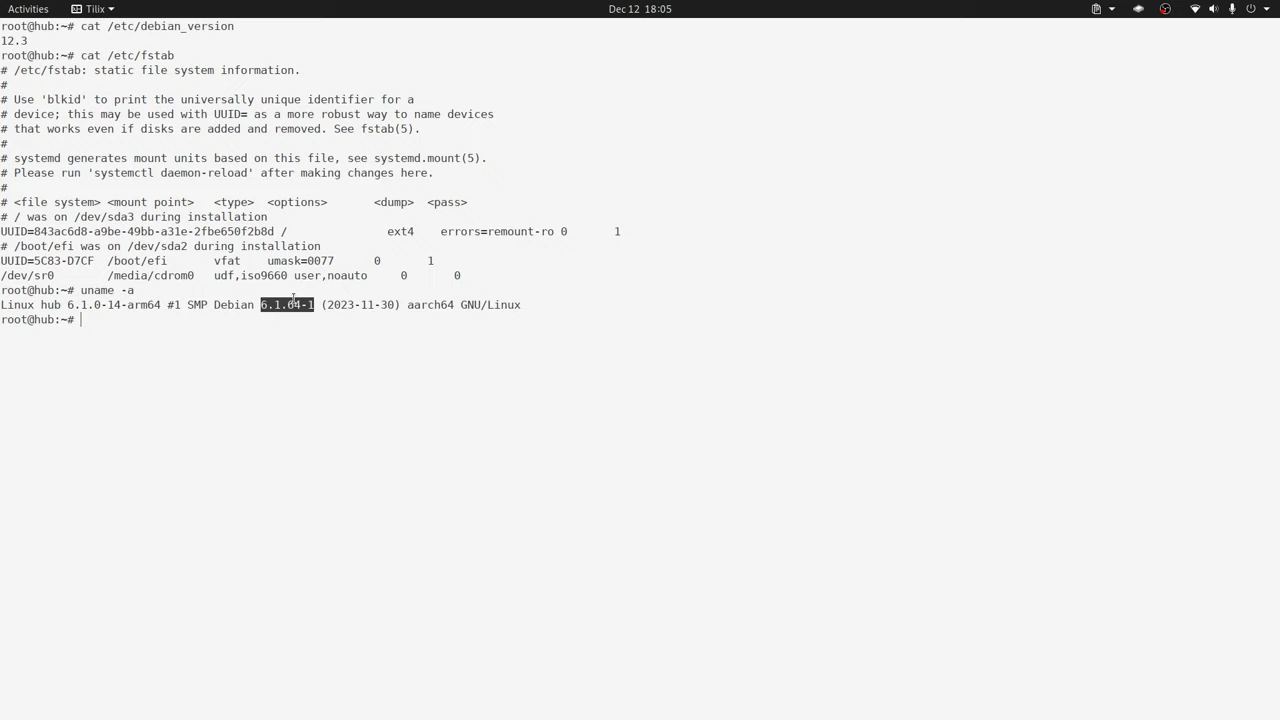 Activities Tilix Dec 12 18:05
root@hub:~# cat /etc/debian_version
12.3
root@hub:~# cat /etc/fstab
# /etc/fstab: static file system information.
#
# Use 'blkid' to print the universally unique identifier for a
# device; this may be used with UUID= as a more robust way to name devices
# that works even if disks are added and removed. See fstab(5).
#
# systemd generates mount units based on this file, see systemd.mount(5).
# Please run 'systemctl daemon-reload' after making changes here.
#
# <file system> <mount point>   <type>  <options>       <dump>  <pass>
# / was on /dev/sda3 during installation
UUID=843ac6d8-a9be-49bb-a31e-2fbe650f2b8d /               ext4    errors=remount-ro 0       1
# /boot/efi was on /dev/sda2 during installation
UUID=5C83-D7CF  /boot/efi       vfat    umask=0077      0       1
/dev/sr0        /media/cdrom0   udf,iso9660 user,noauto     0       0
root@hub:~# uname -a
Linux hub 6.1.0-14-arm64 #1 SMP Debian 6.1.64-1 (2023-11-30) aarch64 GNU/Linux
root@hub:~#